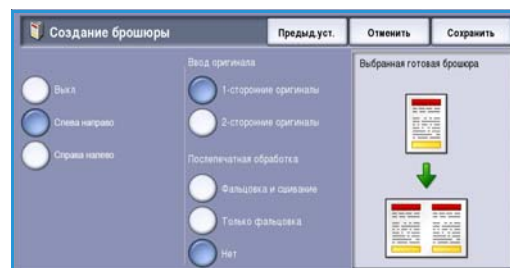 Создание брошюры
Предыд.уст.
Отменить
Сохранить
Выкл
Слева направо
Справа налево
Ввод оригинала
1-сторонние оригиналы
2-сторонние оригиналы
Послепечатная обработка
Фальцовка и сшивание
Только фальцовка
Нет
Выбранная готовая брошюра